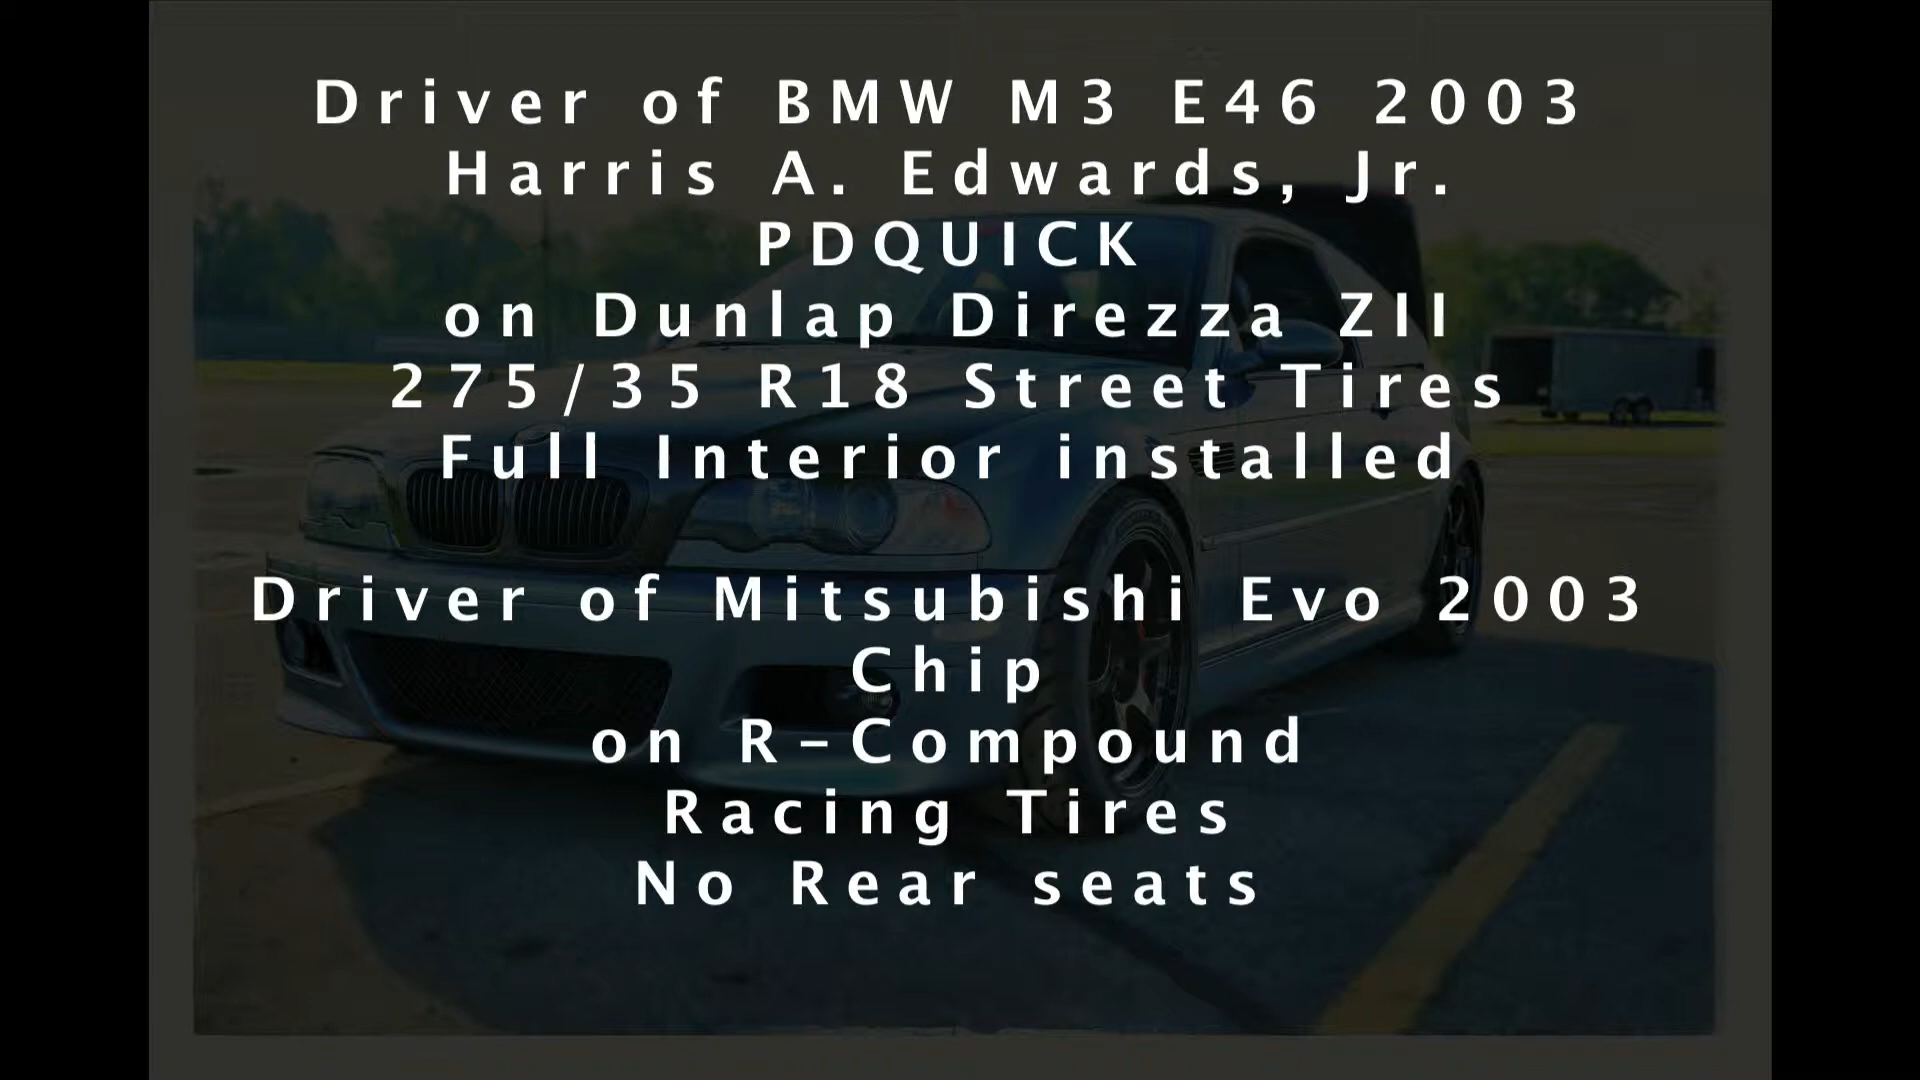 Driver of BMW M3 E46 2003
Harris A. Edwards, Jr.
PDQUICK
on Dunlap Direzza ZII
275/35 R18 Street Tires
Full Interior installed
Driver of Mitsubishi Evo 2003
Chip
on R-Compound
Racing Tires
No Rear seats